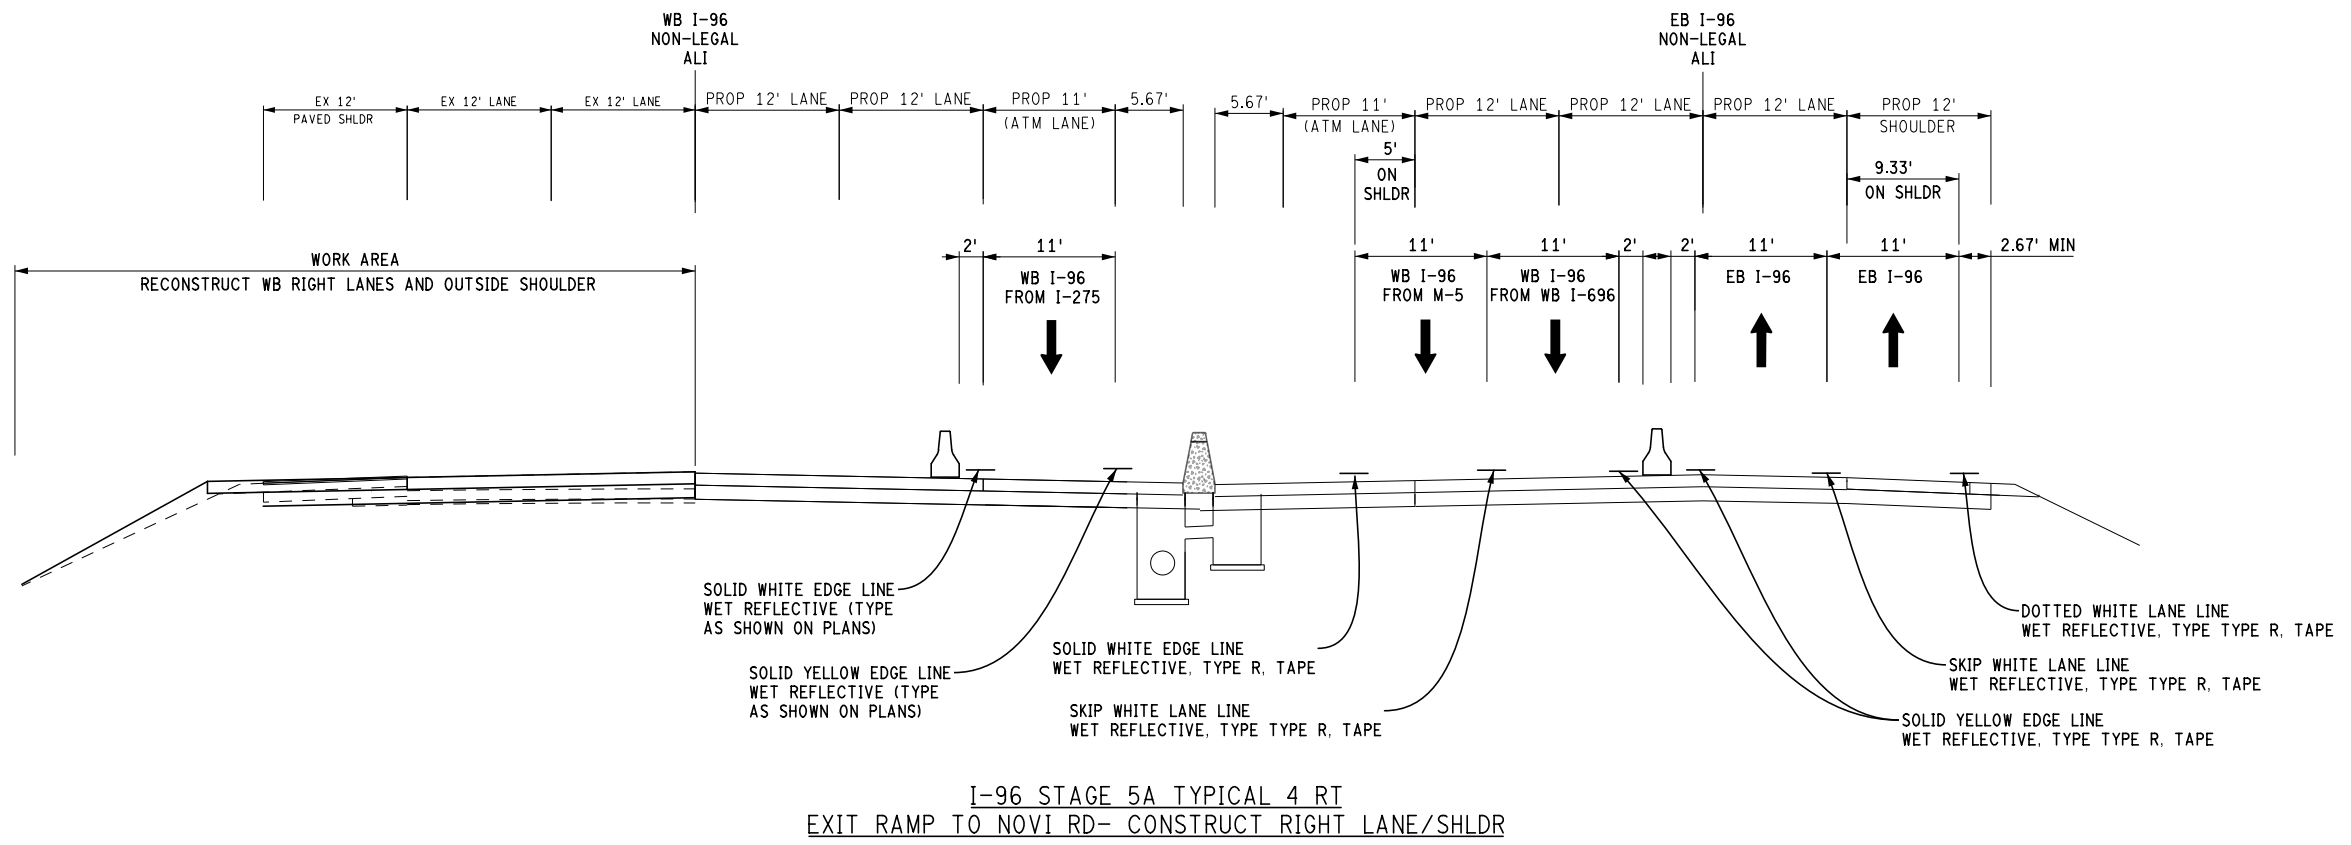 WB I-96
NON-LEGAL
ALI
EB I-96
NON-LEGAL
ALI
EX 12'
PAVED SHLDR
EX 12' LANE
EX 12' LANE
PROP 12' LANE
PROP 12' LANE
PROP 11'
(ATM LANE)
5.67'
5.67'
PROP 11'
(ATM LANE)
PROP 12' LANE
PROP 12' LANE
PROP 12' LANE
PROP 12'
SHOULDER
5'
ON
SHLDR
9.33'
ON SHLDR
WORK AREA
RECONSTRUCT WB RIGHT LANES AND OUTSIDE SHOULDER
2'
11'
WB I-96
FROM I-275
11'
WB I-96
FROM M-5
11'
WB I-96
FROM WB I-696
2'
2'
11'
EB I-96
11'
EB I-96
2.67' MIN
SOLID WHITE EDGE LINE
WET REFLECTIVE (TYPE
AS SHOWN ON PLANS)
SOLID YELLOW EDGE LINE
WET REFLECTIVE (TYPE
AS SHOWN ON PLANS)
SOLID WHITE EDGE LINE
WET REFLECTIVE, TYPE R, TAPE
SKIP WHITE LANE LINE
WET REFLECTIVE, TYPE TYPE R, TAPE
DOTTED WHITE LANE LINE
WET REFLECTIVE, TYPE TYPE R, TAPE
SKIP WHITE LANE LINE
WET REFLECTIVE, TYPE TYPE R, TAPE
SOLID YELLOW EDGE LINE
WET REFLECTIVE, TYPE TYPE R, TAPE
I-96 STAGE 5A TYPICAL 4 RT
EXIT RAMP TO NOVI RD- CONSTRUCT RIGHT LANE/SHLDR